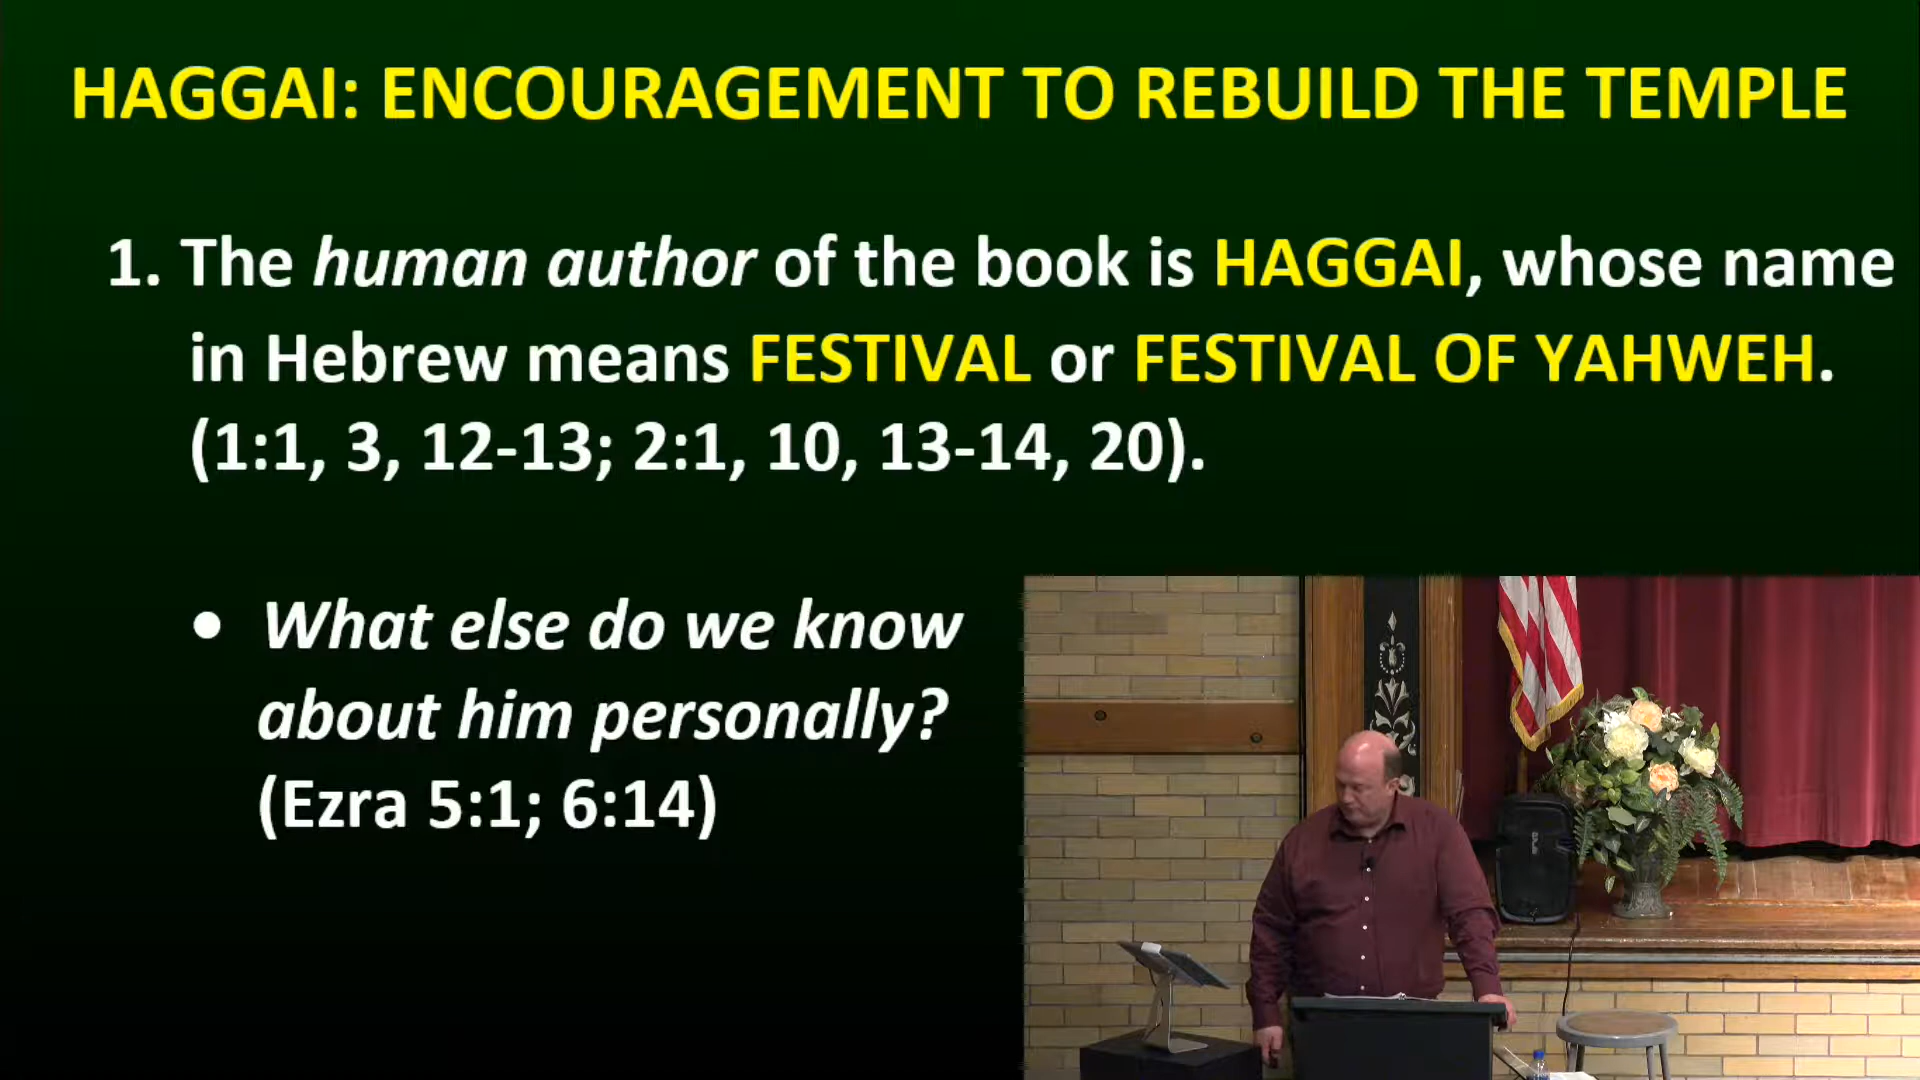 HAGGAI: ENCOURAGEMENT TO REBUILD THE TEMPLE
1. The human author of the book is HAGGAI, whose name
in Hebrew means FESTIVAL or FESTIVAL OF YAHWEH.
(1:1, 3, 12-13; 2:1, 10, 13-14, 20).
• What else do we know
about him personally?
(Ezra 5:1; 6:14)